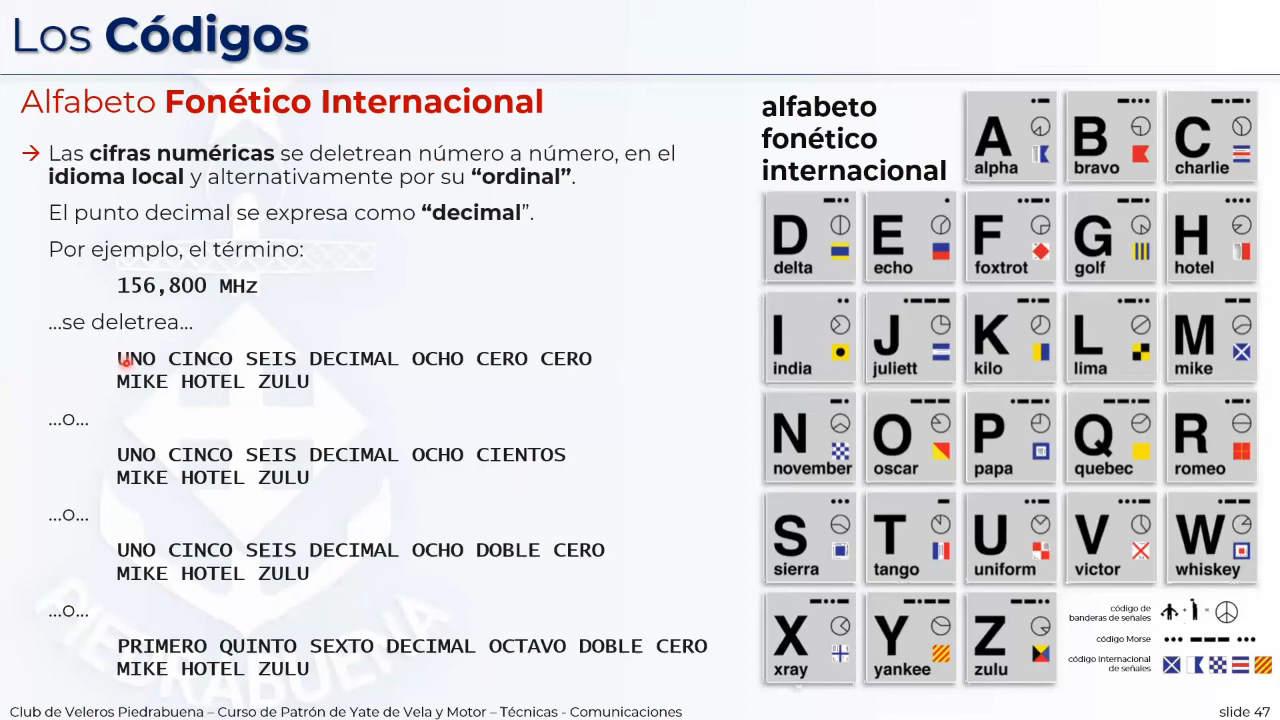 Los Códigos
Alfabeto Fonético Internacional
→ Las cifras numéricas se deletrean número a número, en el
idioma local y alternativamente por su “ordinal”.
El punto decimal se expresa como “decimal”.
Por ejemplo, el término:
156,800 MHz
...se deletrea...
UNO CINCO SEIS DECIMAL OCHO CERO CERO
MIKE HOTEL ZULU
...o...
UNO CINCO SEIS DECIMAL OCHO CIENTOS
MIKE HOTEL ZULU
...o...
UNO CINCO SEIS DECIMAL OCHO DOBLE CERO
MIKE HOTEL ZULU
...o...
PRIMERO QUINTO SEXTO DECIMAL OCTAVO DOBLE CERO
MIKE HOTEL ZULU
alfabeto
fonético
internacional
A B C
alpha bravo charlie
D E F G H
delta echo foxtrot golf hotel
I J K L M
india juliett kilo lima mike
N O P Q R
november oscar papa quebec romeo
S T U V W
sierra tango uniform victor whiskey
X Y Z
xray yankee zulu
código de
banderas de señales
código Morse
código internacional
de señales
Club de Veleros Piedrabuena – Curso de Patrón de Yate de Vela y Motor – Técnicas - Comunicaciones
slide 47